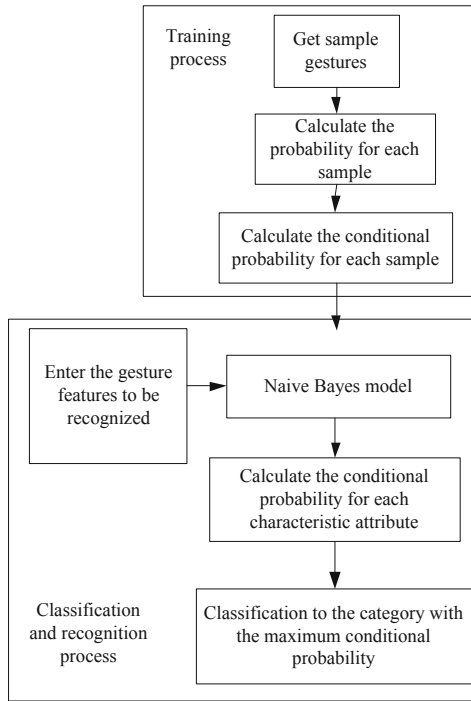 Training
process
Get sample
gestures
Calculate the
probability for each
sample
Calculate the conditional
probability for each sample
Enter the gesture
features to be
recognized
Naive Bayes model
Calculate the conditional
probability for each
characteristic attribute
Classification
and recognition
process
Classification to the category with
the maximum conditional
probability